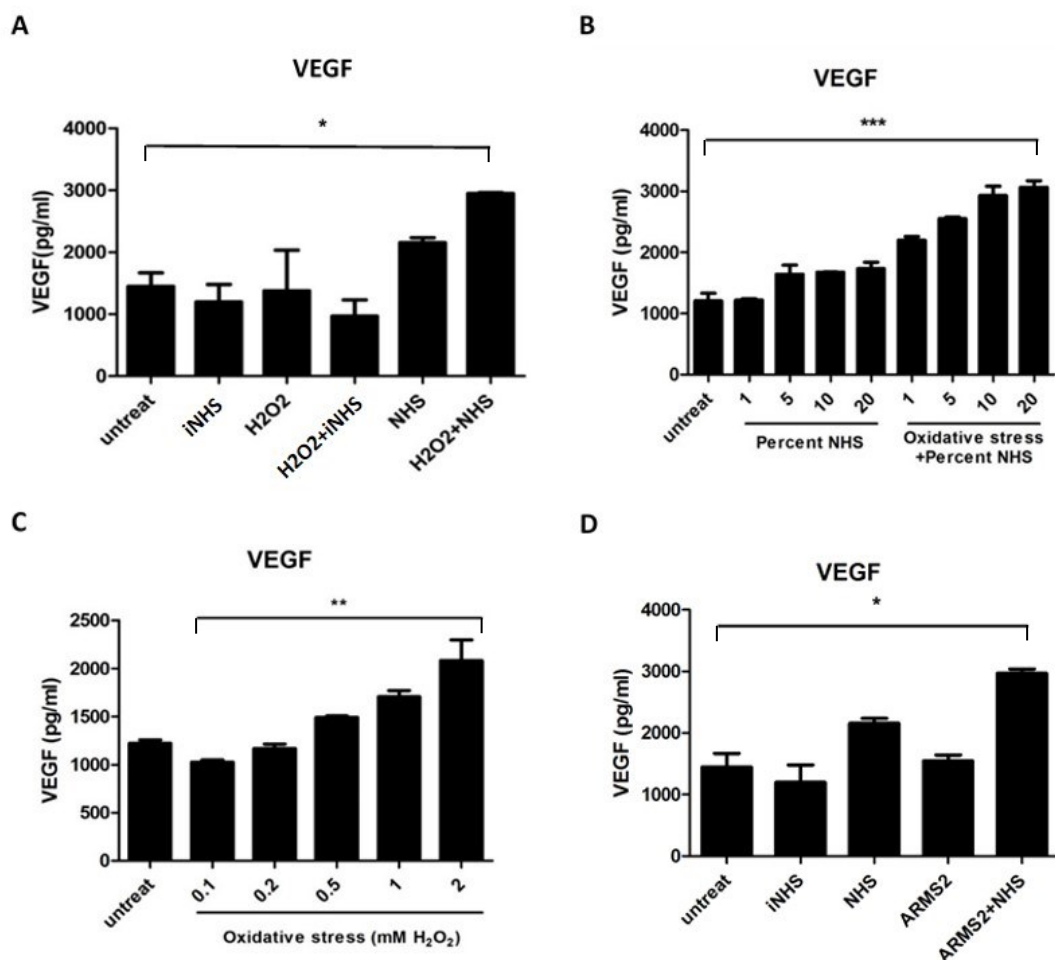 A
VEGF
*
VEGF(pg/ml)
4000
3000
2000
1000
0
untreat
iNHS
H2O2
H2O2+iNHS
NHS
H2O2+NHS
B
VEGF
***
VEGF (pg/ml)
4000
3000
2000
1000
0
untreat
1
5
10
20
1
5
10
20
Percent NHS
Oxidative stress
+Percent NHS
C
VEGF
**
VEGF (pg/ml)
2500
2000
1500
1000
500
0
untreat
0.1
0.2
0.5
1
2
Oxidative stress (mM H₂O₂)
D
VEGF
*
VEGF (pg/ml)
4000
3000
2000
1000
0
untreat
iNHS
NHS
ARMS2
ARMS2+NHS